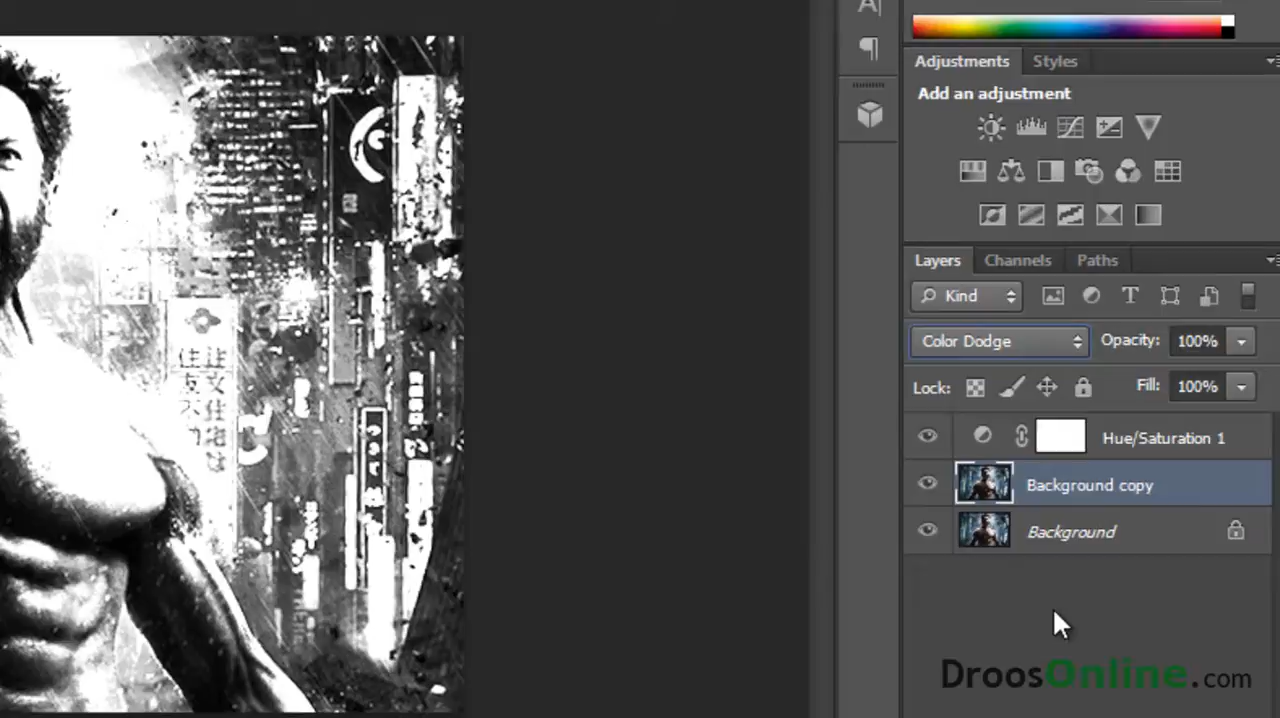 Adjustments Styles
Add an adjustment
Layers Channels Paths
Kind T
Color Dodge Opacity: 100%
Lock: Fill: 100%
Hue/Saturation 1
Background copy
Background
DroosOnline.com